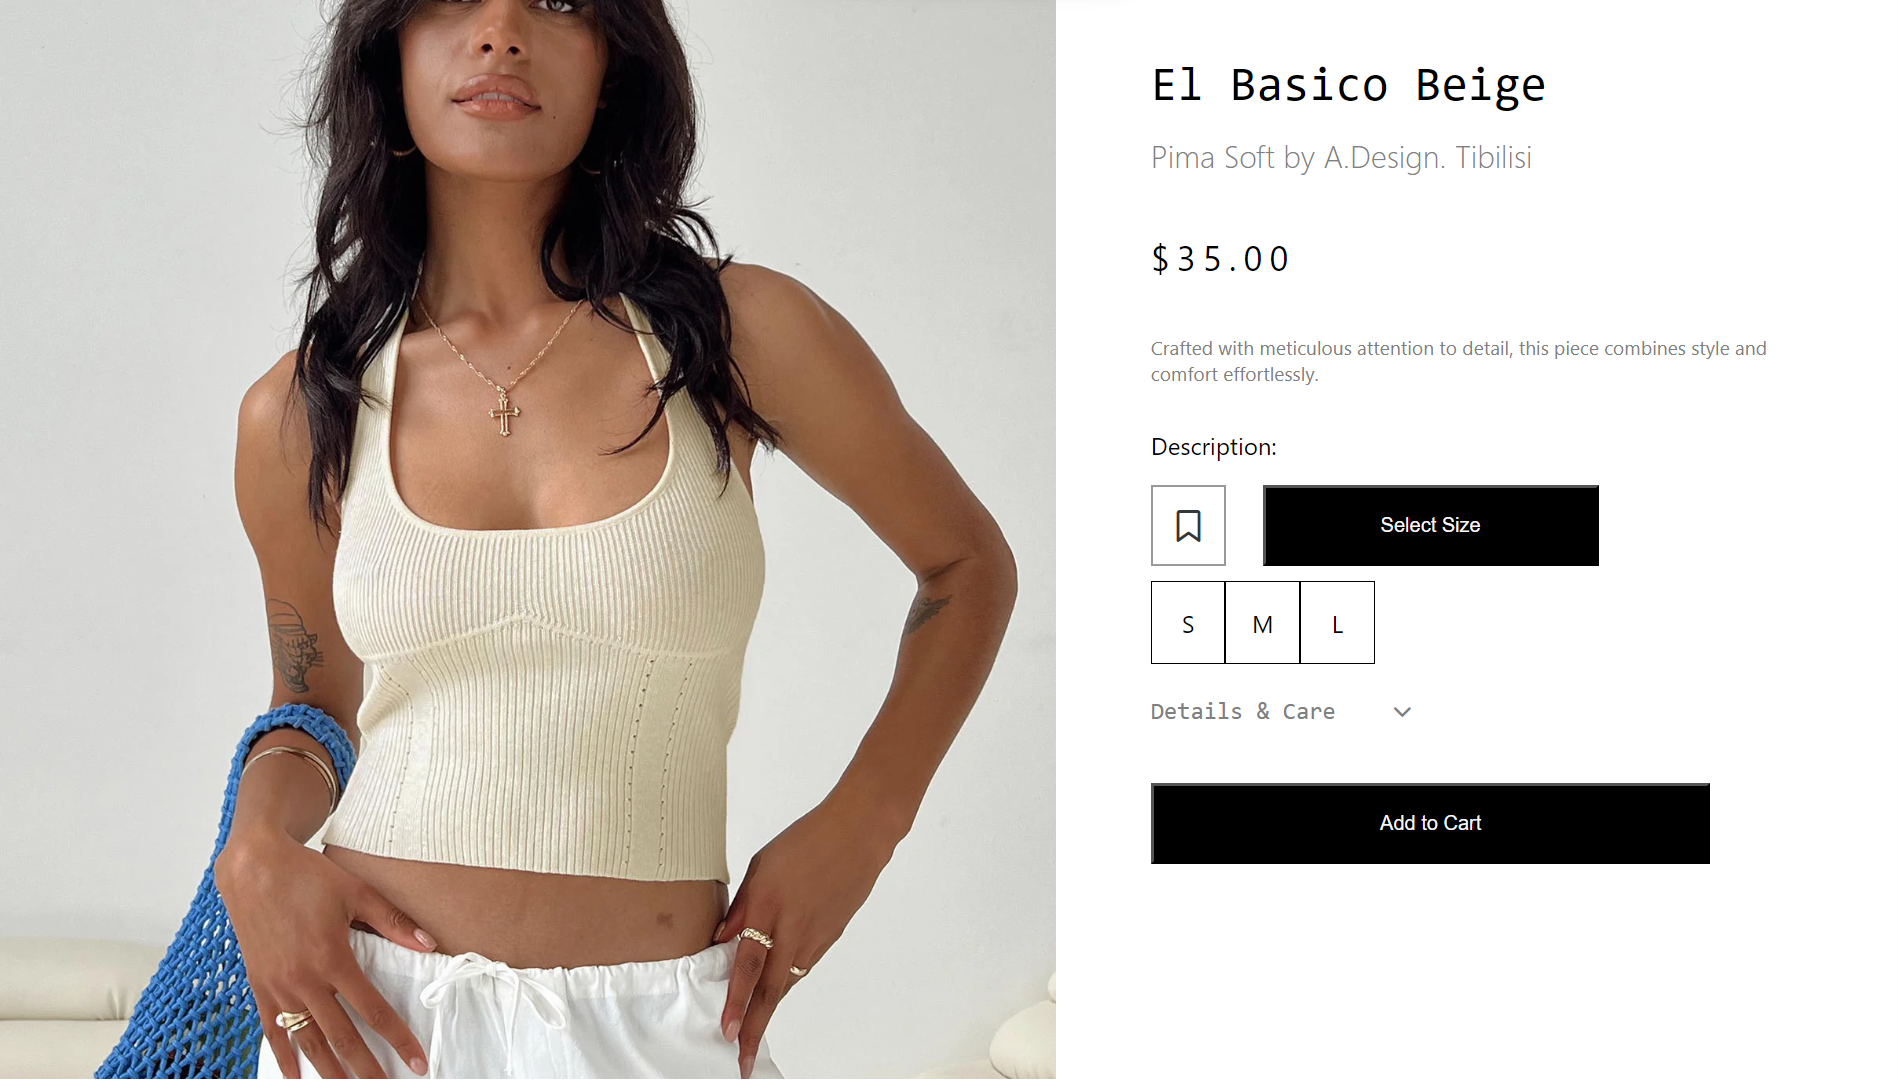 El Basico Beige
Pima Soft by A.Design. Tibilisi
$35.00
Crafted with meticulous attention to detail, this piece combines style and
comfort effortlessly.
Description:
Select Size
S M L
Details & Care
Add to Cart